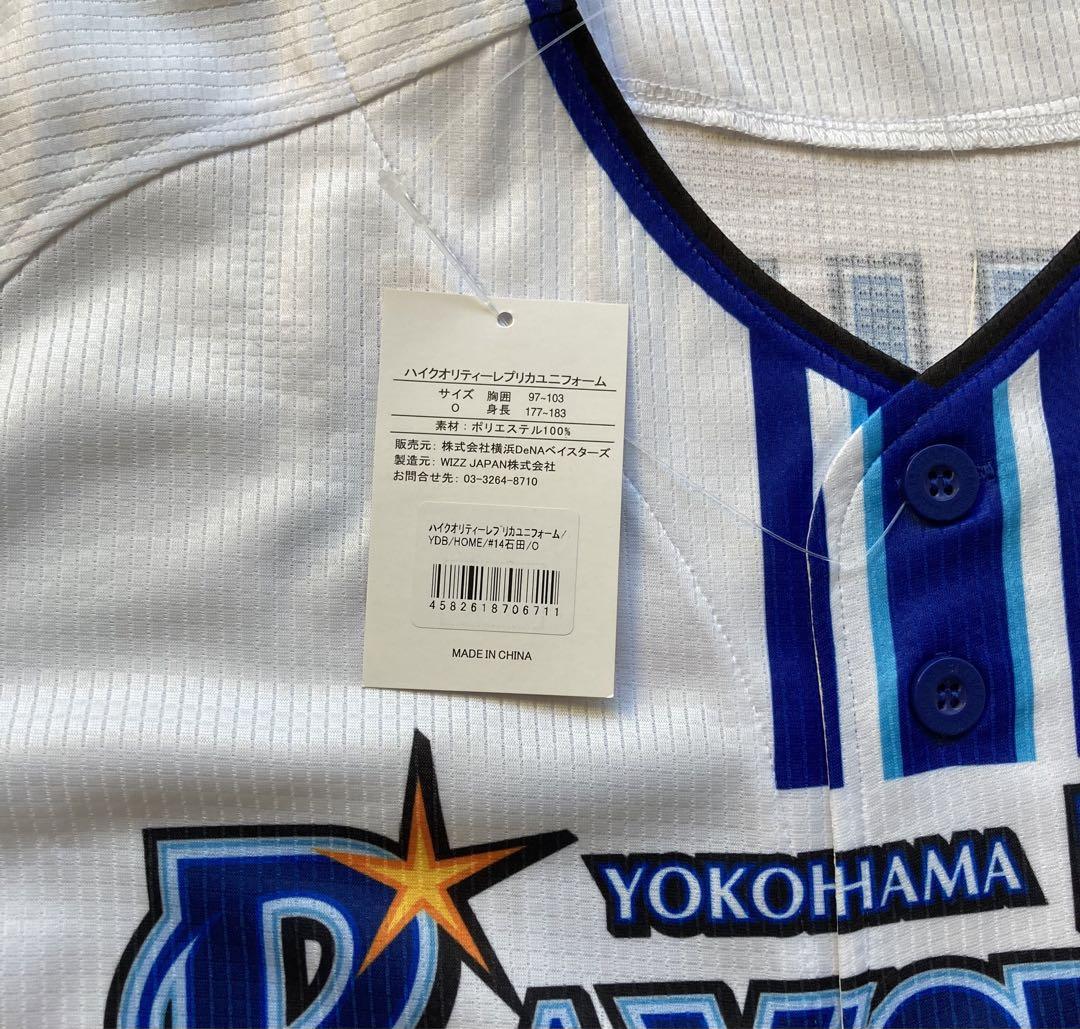 ハイクオリティーレプリカユニフォーム
サイズ 胸囲 97~103
O 身長 177~183
素材：ポリエステル100%
販売元：株式会社横浜DeNAベイスターズ
製造元：WIZZ JAPAN株式会社
お問合せ先：03-3264-8710
ハイクオリティーレプリカユニフォーム/
YDB/HOME/#14石田/O
4582618706711
MADE IN CHINA
YOKOHAMA